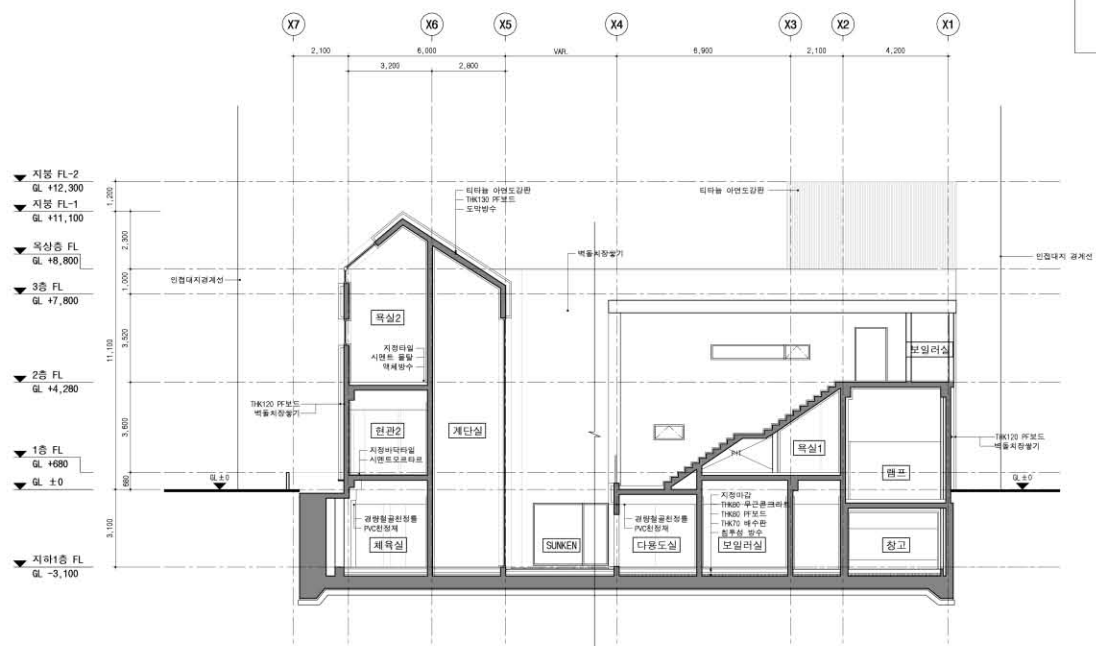 X7 X6 X5 X4 X3 X2 X1
2,100 6,000 VAR. 6,900 2,100 4,200
3,200 2,800
지붕 FL-2
GL +12,300
지붕 FL-1
GL +11,100
옥상층 FL
GL +8,800
3층 FL
GL +7,800
2층 FL
GL +4,280
1층 FL
GL +680
GL ±0
지하1층 FL
GL -3,100
1,200
2,300
1,000
3,520
11,100
3,600
680
3,100
티타늄 아연도강판
THK130 PF보드
도막방수
티타늄 아연도강판
벽돌치장쌓기
인접대지경계선
인접대지 경계선
욕실2
지정타일
시멘트 몰탈
액체방수
보일러실
THK120 PF보드
벽돌치장쌓기
현관2
계단실
욕실1
THK120 PF보드
벽돌치장쌓기
지정바닥타일
시멘트모르타르
램프
GL±0
GL±0
지정마감
THK80 무근콘크리트
THK80 PF보드
THK70 배수판
침투성 방수
경량철골천정틀
PVC천정재
경량철골천정틀
PVC천정재
체육실
SUNKEN
다용도실
보일러실
창고